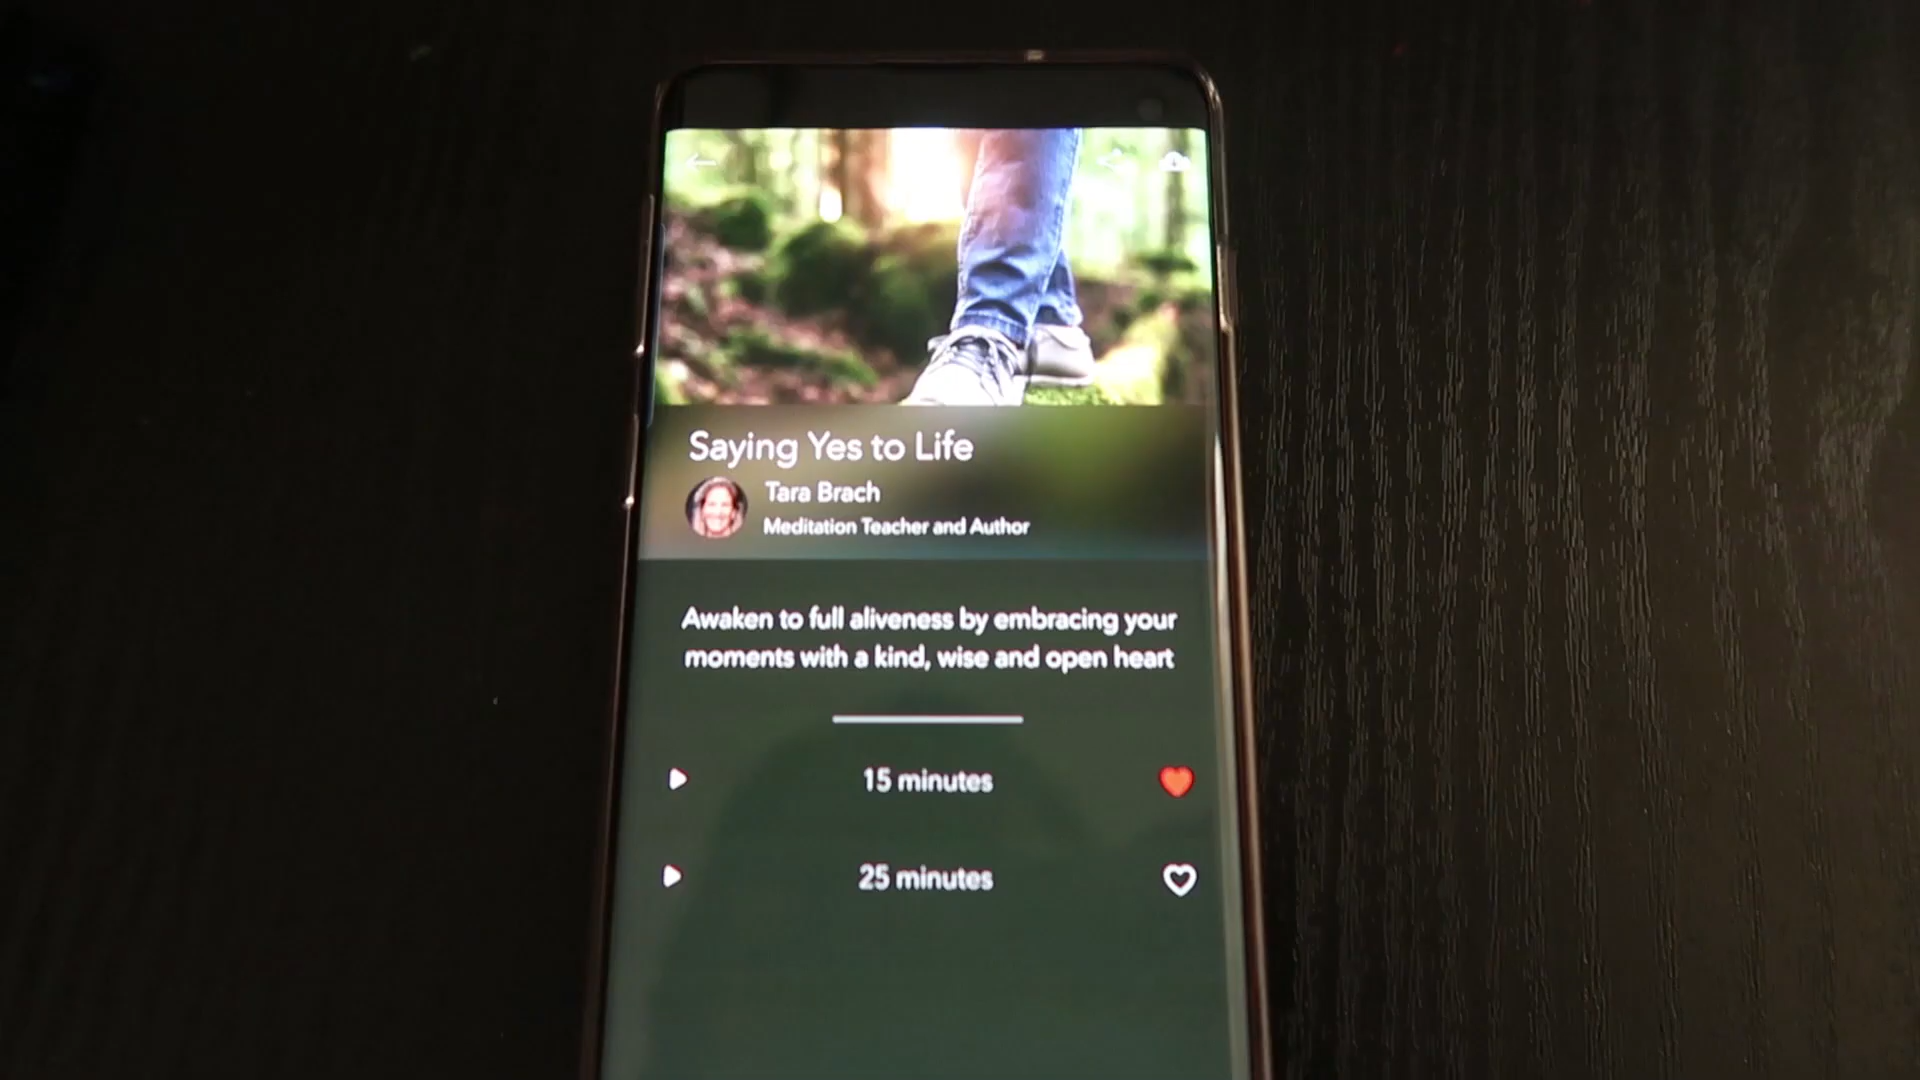 Saying Yes to Life
Tara Brach
Meditation Teacher and Author
Awaken to full aliveness by embracing your
moments with a kind, wise and open heart
15 minutes
25 minutes